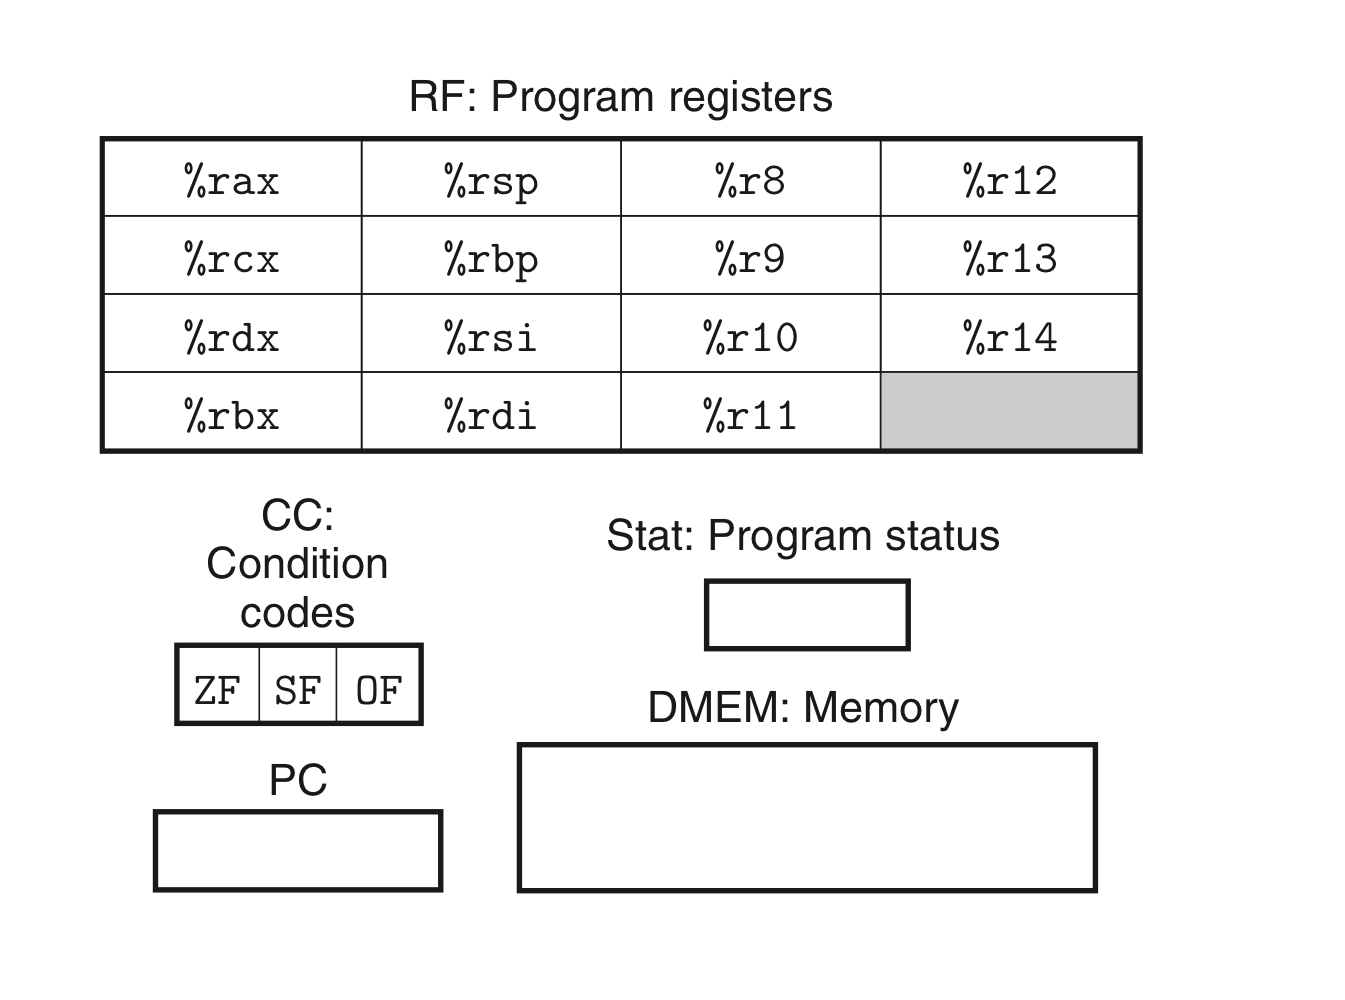 RF: Program registers
%rax %rsp %r8 %r12
%rcx %rbp %r9 %r13
%rdx %rsi %r10 %r14
%rbx %rdi %r11
CC:
Condition
codes
ZF SF OF
Stat: Program status
DMEM: Memory
PC